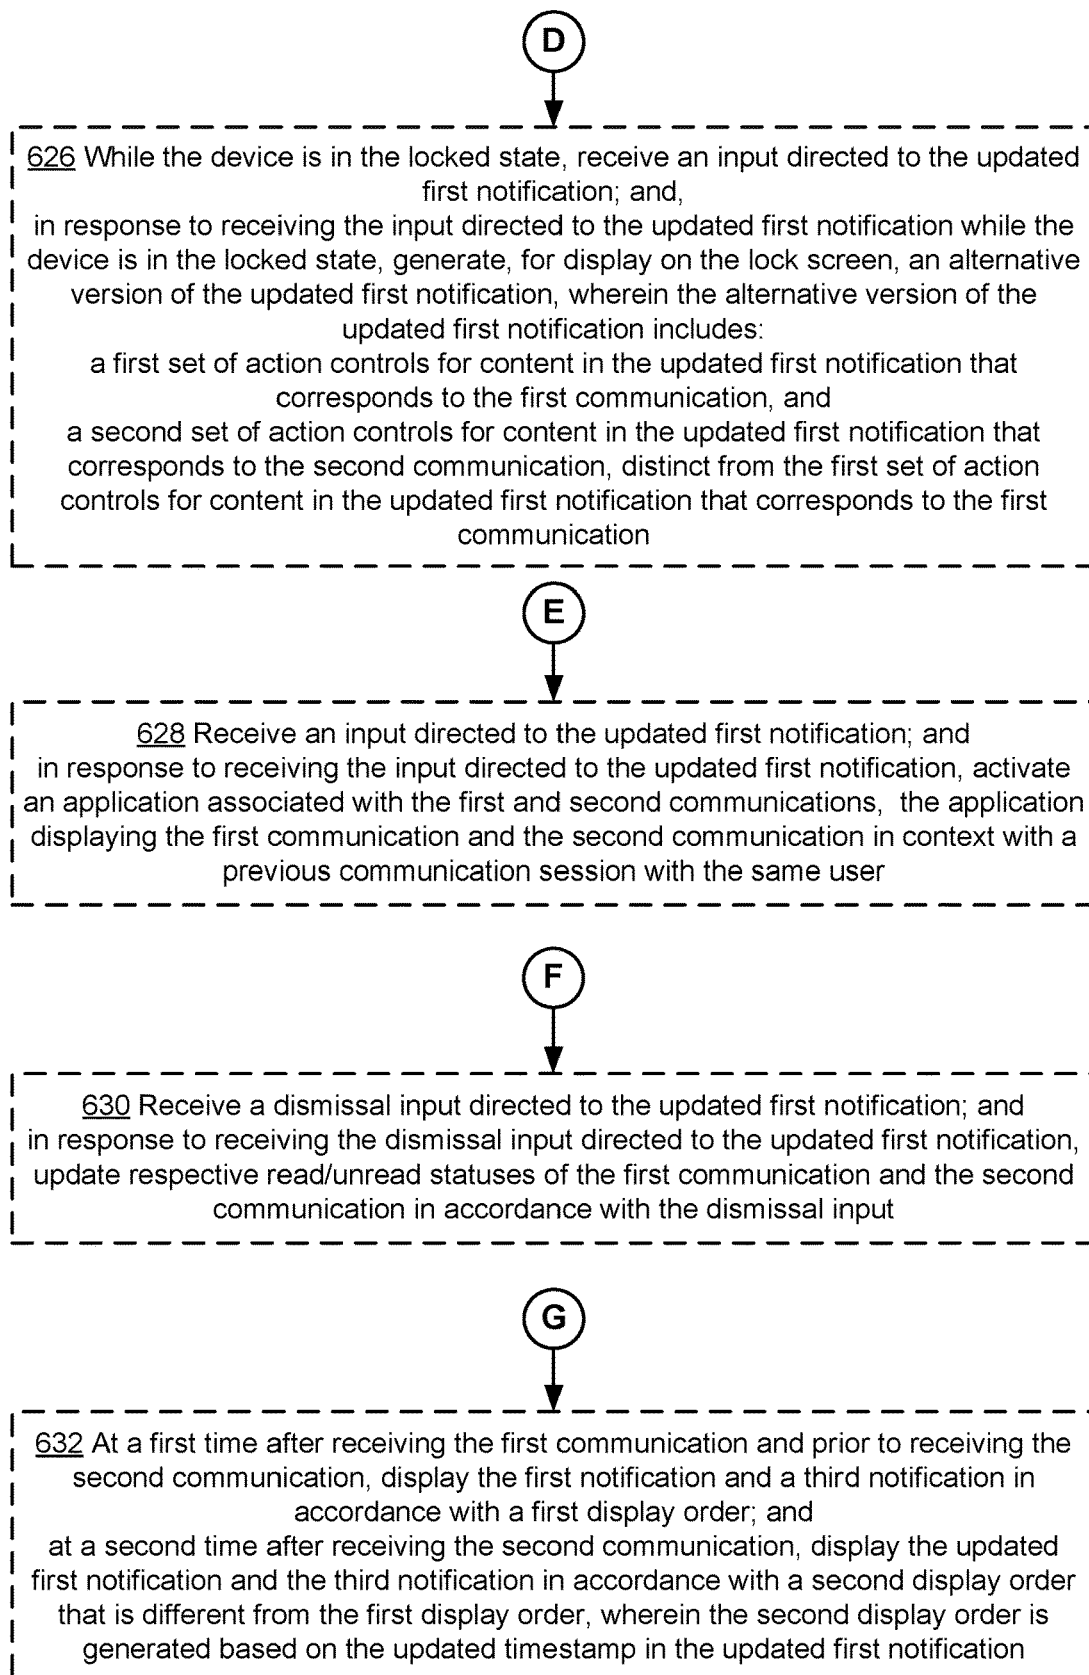 D
626 While the device is in the locked state, receive an input directed to the updated
first notification; and,
in response to receiving the input directed to the updated first notification while the
device is in the locked state, generate, for display on the lock screen, an alternative
version of the updated first notification, wherein the alternative version of the
updated first notification includes:
a first set of action controls for content in the updated first notification that
corresponds to the first communication, and
a second set of action controls for content in the updated first notification that
corresponds to the second communication, distinct from the first set of action
controls for content in the updated first notification that corresponds to the first
communication
E
628 Receive an input directed to the updated first notification; and
in response to receiving the input directed to the updated first notification, activate
an application associated with the first and second communications, the application
displaying the first communication and the second communication in context with a
previous communication session with the same user
F
630 Receive a dismissal input directed to the updated first notification; and
in response to receiving the dismissal input directed to the updated first notification,
update respective read/unread statuses of the first communication and the second
communication in accordance with the dismissal input
G
632 At a first time after receiving the first communication and prior to receiving the
second communication, display the first notification and a third notification in
accordance with a first display order; and
at a second time after receiving the second communication, display the updated
first notification and the third notification in accordance with a second display order
that is different from the first display order, wherein the second display order is
generated based on the updated timestamp in the updated first notification